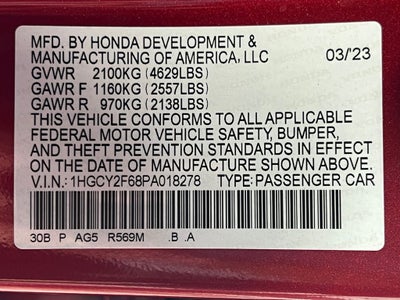 MFD. BY HONDA DEVELOPMENT &
MANUFACTURING OF AMERICA, LLC 03/'23
GVWR 2100KG (4629LBS)
GAWR F 1160KG (2557LBS)
GAWR R 970KG (2138LBS)
THIS VEHICLE CONFORMS TO ALL APPLICABLE
FEDERAL MOTOR VEHICLE SAFETY, BUMPER,
AND THEFT PREVENTION STANDARDS IN EFFECT
ON THE DATE OF MANUFACTURE SHOWN ABOVE.
V.I.N.: 1HGCY2F68PA018278 TYPE: PASSENGER CAR
30B P AG5 R569M .B .A